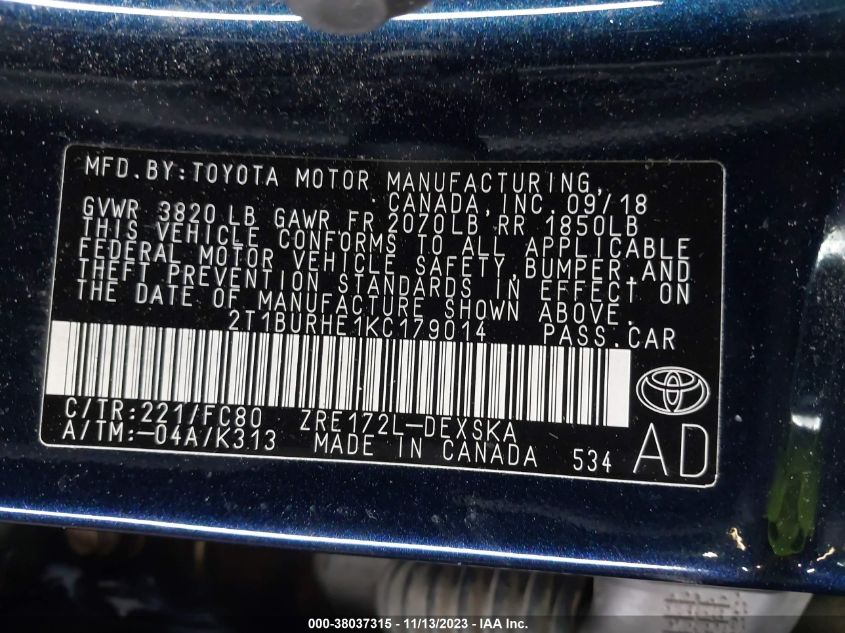 MFD.BY:TOYOTA MOTOR MANUFACTURING,
CANADA, INC. 09/18
GVWR 3820 LB GAWR FR 2070LB RR 1850LB
THIS VEHICLE CONFORMS TO ALL APPLICABLE
FEDERAL MOTOR VEHICLE SAFETY, BUMPER, AND
THEFT PREVENTION STANDARDS IN EFFECT ON
THE DATE OF MANUFACTURE SHOWN ABOVE.
2T1BURHE1KC179014 PASS.CAR
C/TR:221/FC80 ZRE172L-DEXSKA
A/TM:-04A/K313 MADE IN CANADA 534
AD
000-38037315 - 11/13/2023 - IAA Inc.